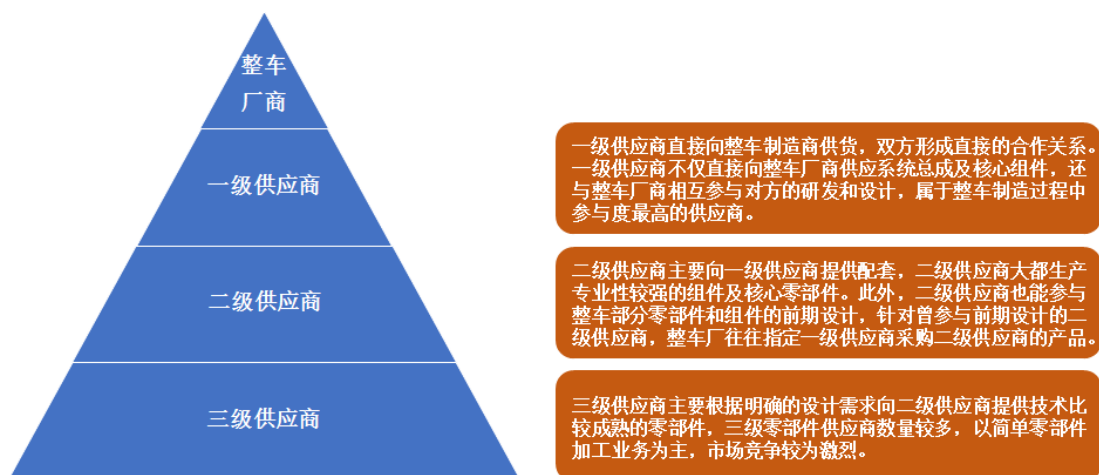 整车
厂商
一级供应商
一级供应商直接向整车制造商供货，双方形成直接的合作关系。
一级供应商不仅直接向整车厂商供应系统总成及核心组件，还
与整车厂商相互参与对方的研发和设计，属于整车制造过程中
参与度最高的供应商。
二级供应商
二级供应商主要向一级供应商提供配套，二级供应商大都生产
专业性较强的组件及核心零部件。此外，二级供应商也能参与
整车部分零部件和组件的前期设计，针对曾参与前期设计的二
级供应商，整车厂往往指定一级供应商采购二级供应商的产品。
三级供应商
三级供应商主要根据明确的设计需求向二级供应商提供技术比
较成熟的零部件，三级零部件供应商数量较多，以简单零部件
加工业务为主，市场竞争较为激烈。